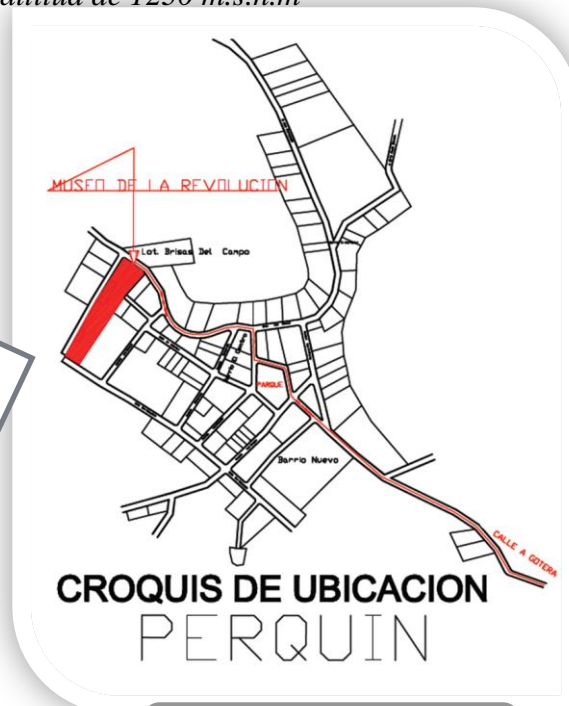 altitud de 1250 m.s.n.m
MUSEO DE LA REVOLUCION
Lot. Brisas Del Campo
PARQUE
Barrio Nuevo
CALLE A GOTERA
CROQUIS DE UBICACION
PERQUIN